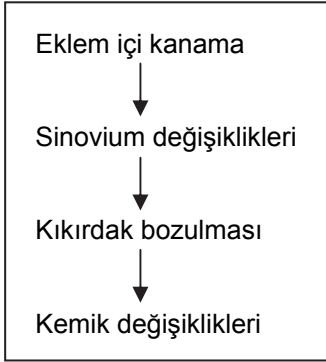 Eklem içi kanama
Sinovium değişiklikleri
Kıkırdak bozulması
Kemik değişiklikleri